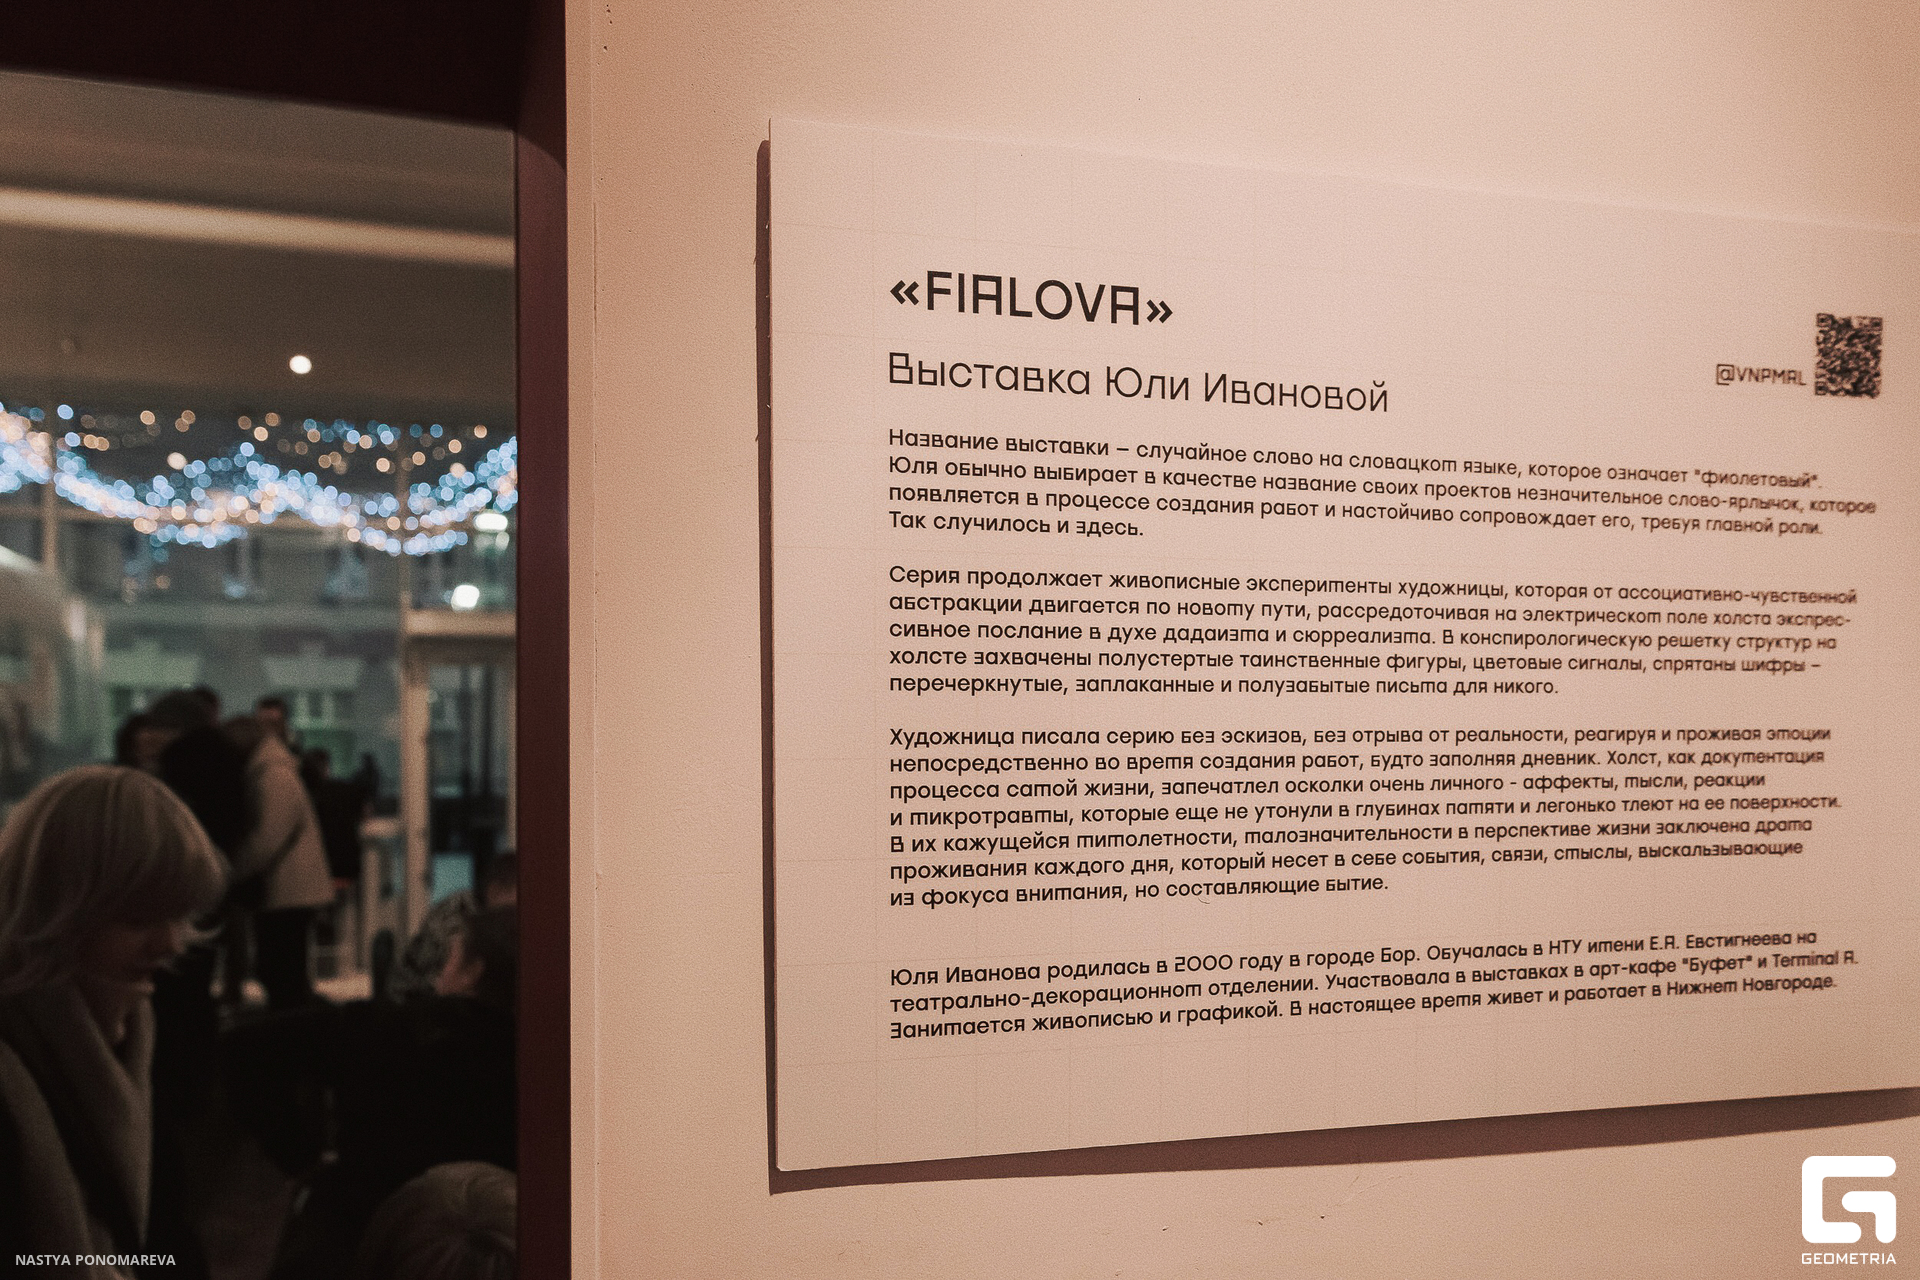 «FIALOVA»
Выставка Юли Ивановой
@VNPMRL
Название выставки – случайное слово на словацком языке, которое означает "фиолетовый".
Юля обычно выбирает в качестве название своих проектов незначительное слово-ярлычок, которое
появляется в процессе создания работ и настойчиво сопровождает его, требуя главной роли.
Так случилось и здесь.
Серия продолжает живописные эксперименты художницы, которая от ассоциативно-чувственной
абстракции двигается по новому пути, рассредоточивая на электрическом поле холста экспрес-
сивное послание в духе дадаизма и сюрреализма. В конспирологическую решетку структур на
холсте захвачены полустертые таинственные фигуры, цветовые сигналы, спрятаны шифры –
перечеркнутые, заплаканные и полузабытые письма для никого.
Художница писала серию без эскизов, без отрыва от реальности, реагируя и проживая эмоции
непосредственно во время создания работ, будто заполняя дневник. Холст, как документация
процесса самой жизни, запечатлел осколки очень личного - аффекты, мысли, реакции
и микротравмы, которые еще не утонули в глубинах памяти и легонько тлеют на ее поверхности.
В их кажущейся мимолетности, малозначительности в перспективе жизни заключена драма
проживания каждого дня, который несет в себе события, связи, смыслы, выскальзывающие
из фокуса внимания, но составляющие бытие.
Юля Иванова родилась в 2000 году в городе Бор. Обучалась в НТУ имени Е.А. Евстигнеева на
театрально-декорационном отделении. Участвовала в выставках в арт-кафе "Буфет" и Terminal A.
Занимается живописью и графикой. В настоящее время живет и работает в Нижнем Новгороде.
NASTYA PONOMAREVA
GEOMETRIA